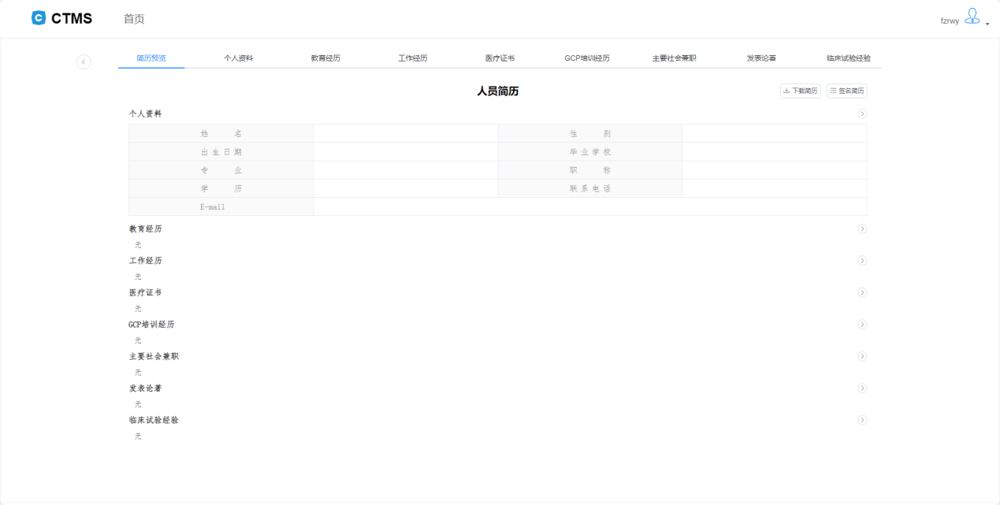 CTMS 首页 fzrwy
简历预览 个人资料 教育经历 工作经历 医疗证书 GCP培训经历 主要社会兼职 发表论著 临床试验经验
人员简历 下载简历 签名简历
个人资料
姓 名 性 别
出生日期 毕业学校
专 业 职 称
学 历 联系电话
E-mail
教育经历
无
工作经历
无
医疗证书
无
GCP培训经历
无
主要社会兼职
无
发表论著
无
临床试验经验
无